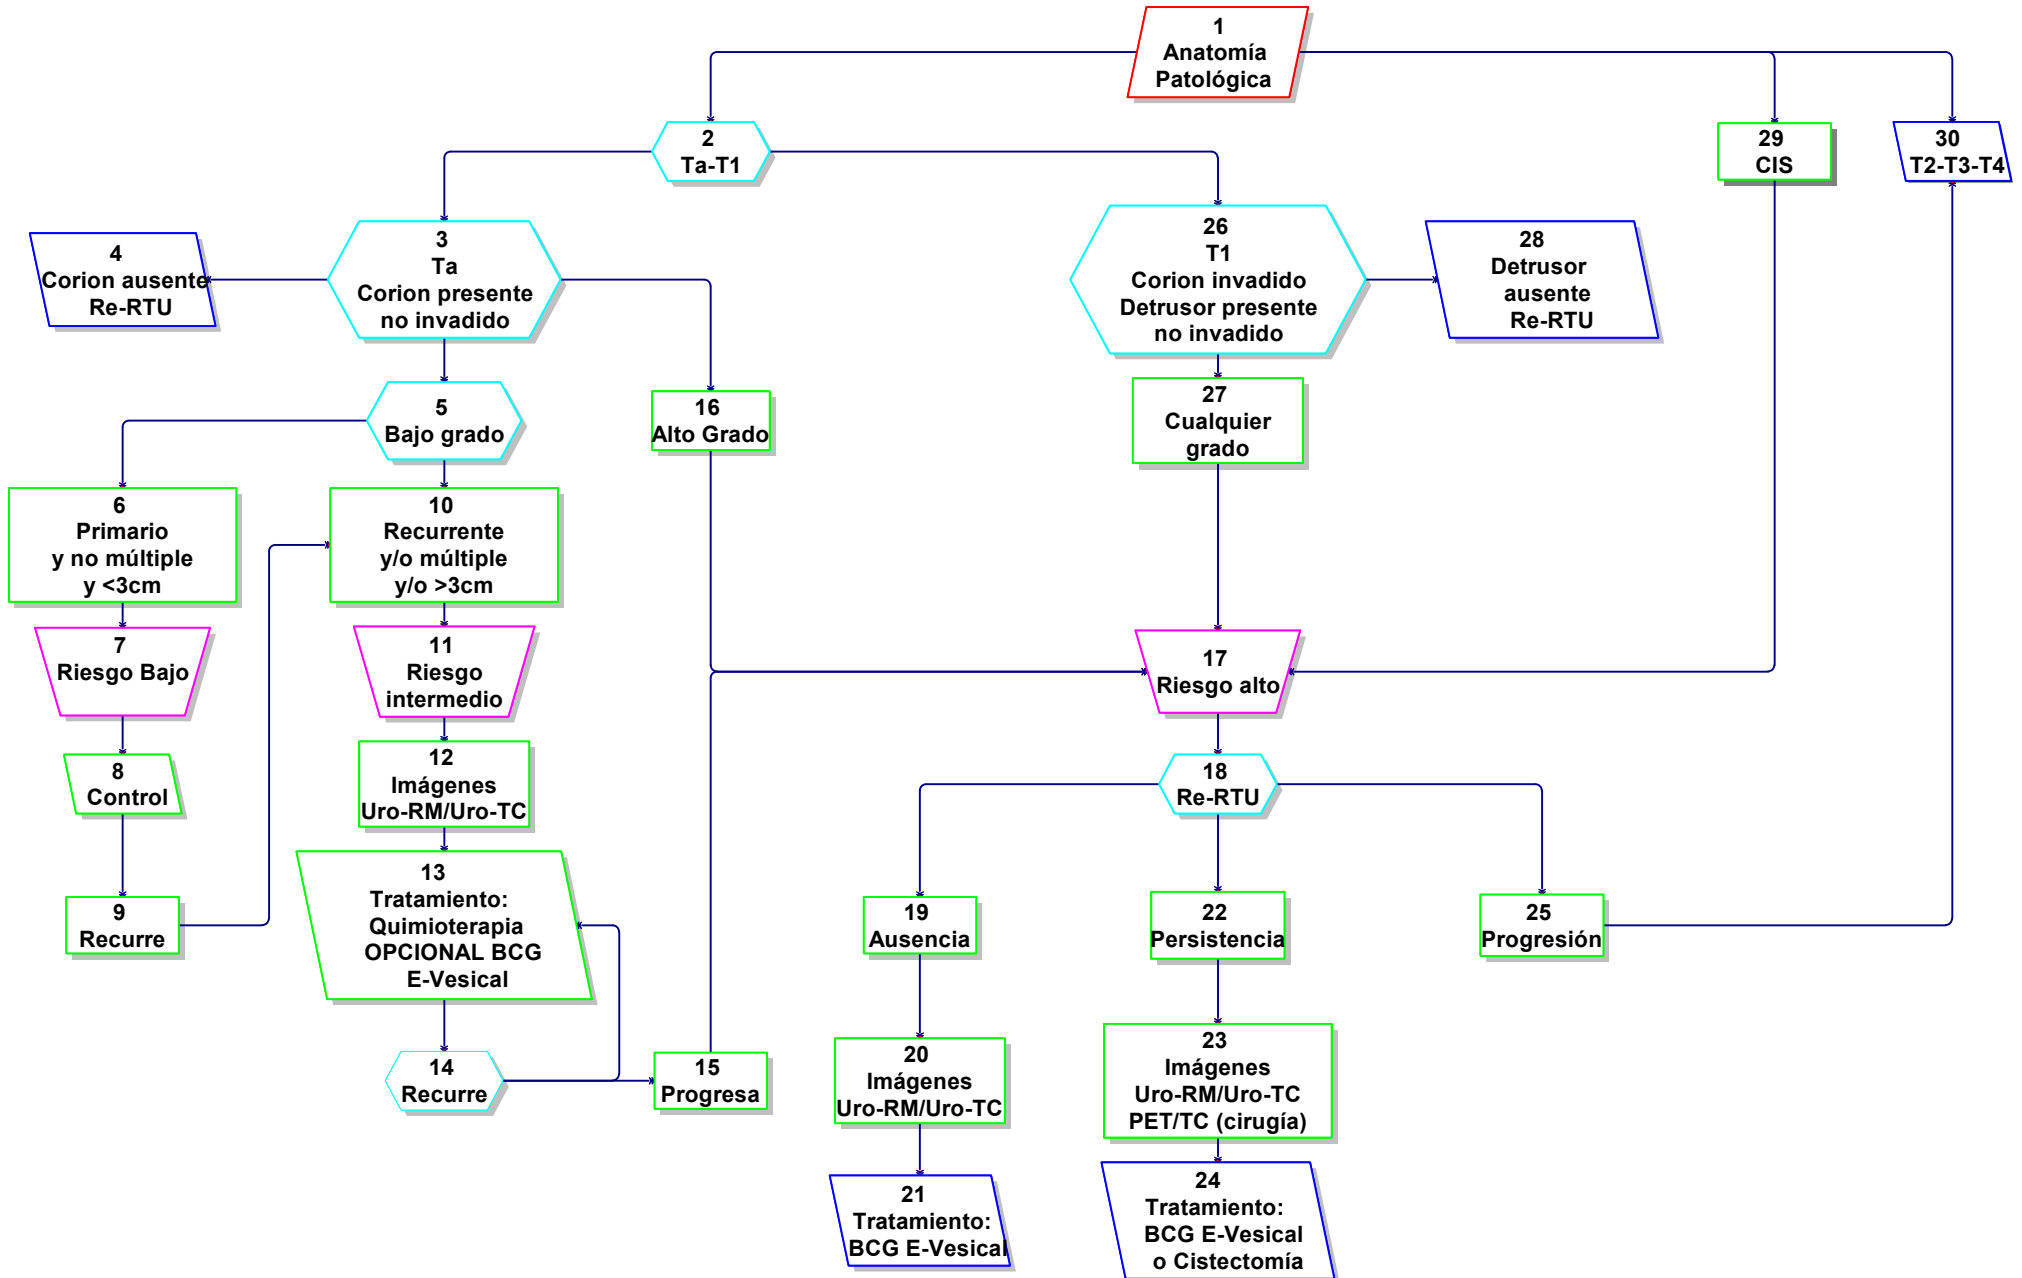 1
Anatomía
Patológica
2
Ta-T1
29
CIS
30
T2-T3-T4
3
Ta
Corion presente
no invadido
4
Corion ausente
Re-RTU
26
T1
Corion invadido
Detrusor presente
no invadido
28
Detrusor
ausente
Re-RTU
5
Bajo grado
16
Alto Grado
27
Cualquier
grado
6
Primario
y no múltiple
y <3cm
10
Recurrente
y/o múltiple
y/o >3cm
7
Riesgo Bajo
11
Riesgo
intermedio
17
Riesgo alto
8
Control
12
Imágenes
Uro-RM/Uro-TC
18
Re-RTU
13
Tratamiento:
Quimioterapia
OPCIONAL BCG
E-Vesical
9
Recurre
19
Ausencia
22
Persistencia
25
Progresión
14
Recurre
15
Progresa
20
Imágenes
Uro-RM/Uro-TC
23
Imágenes
Uro-RM/Uro-TC
PET/TC (cirugía)
21
Tratamiento:
BCG E-Vesical
24
Tratamiento:
BCG E-Vesical
o Cistectomía